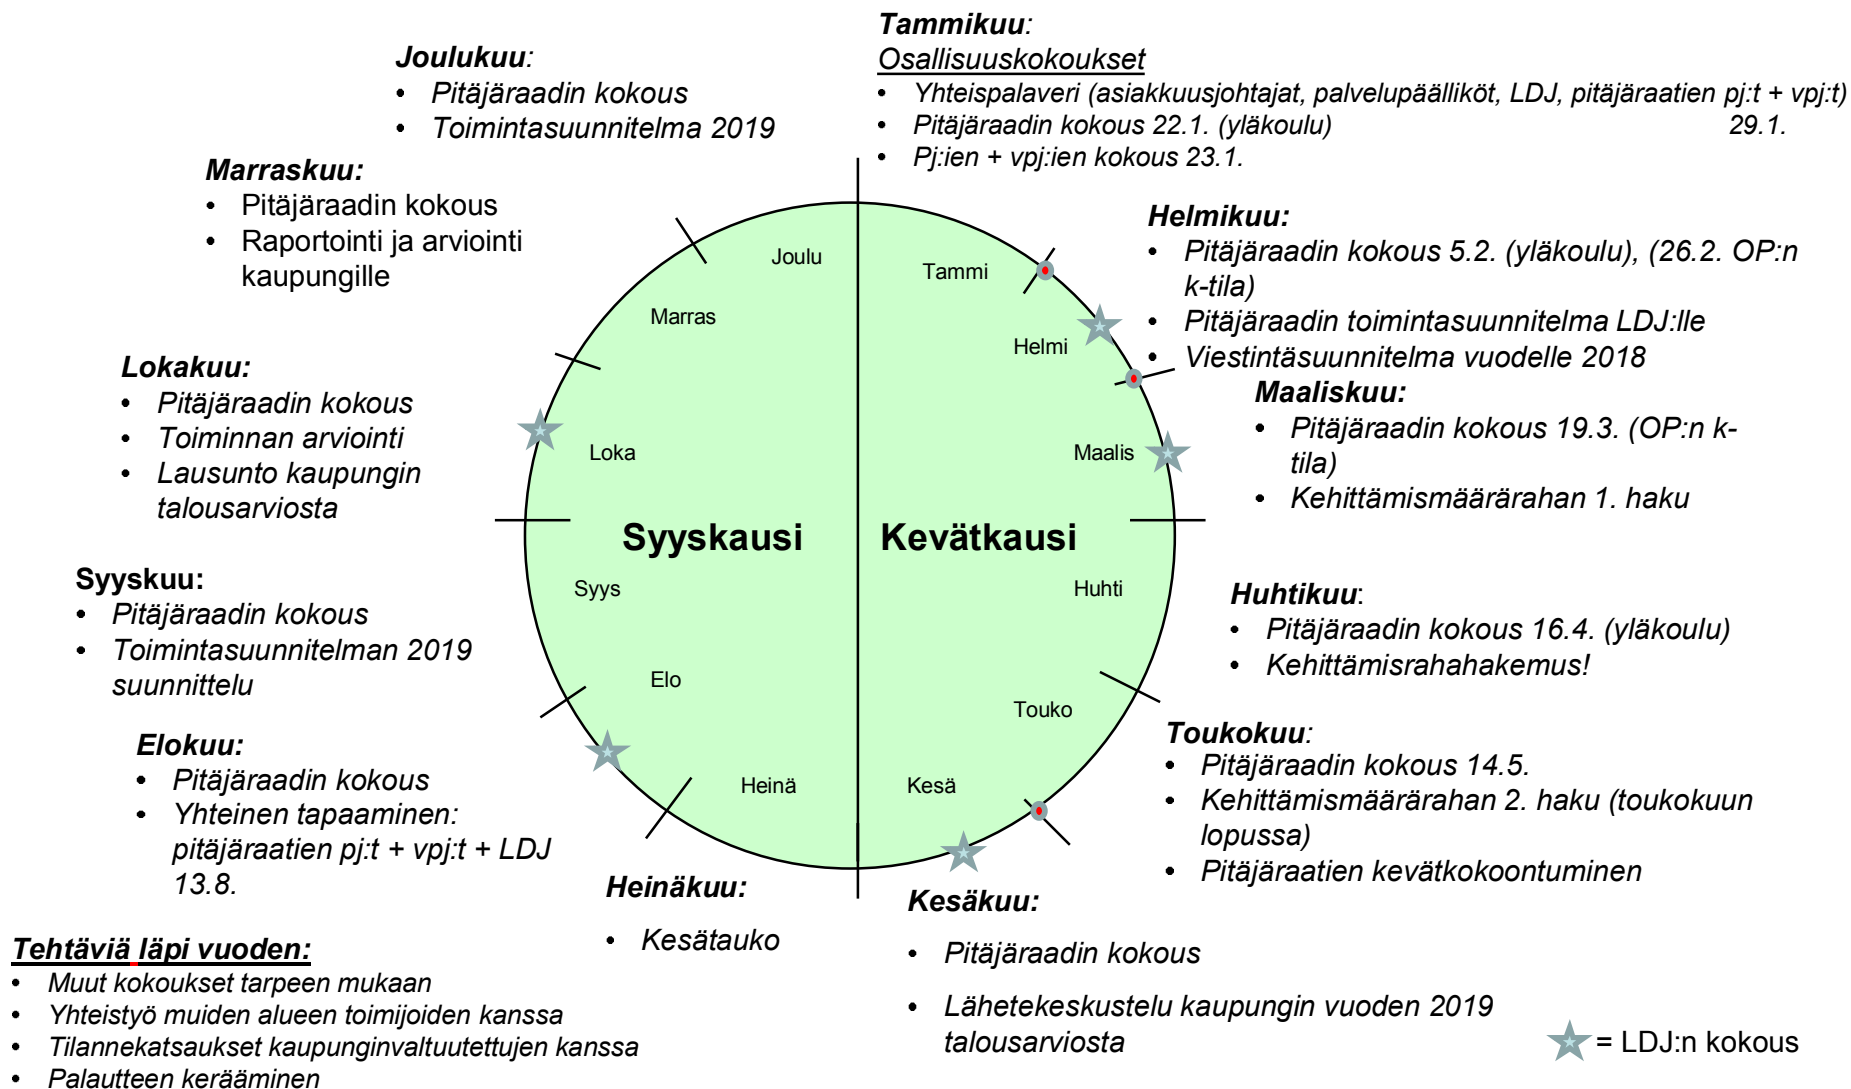 Tammikuu:
Osallisuuskokoukset
• Yhteispalaveri (asiakkuusjohtajat, palvelupäälliköt, LDJ, pitäjäraatien pj:t + vpj:t)
• Pitäjäraadin kokous 22.1. (yläkoulu) 29.1.
• Pj:ien + vpj:ien kokous 23.1.
Helmikuu:
• Pitäjäraadin kokous 5.2. (yläkoulu), (26.2. OP:n
k-tila)
• Pitäjäraadin toimintasuunnitelma LDJ:lle
• Viestintäsuunnitelma vuodelle 2018
Maaliskuu:
• Pitäjäraadin kokous 19.3. (OP:n k-
tila)
• Kehittämismäärärahan 1. haku
Huhtikuu:
• Pitäjäraadin kokous 16.4. (yläkoulu)
• Kehittämisrahahakemus!
Toukokuu:
• Pitäjäraadin kokous 14.5.
• Kehittämismäärärahan 2. haku (toukokuun
lopussa)
• Pitäjäraatien kevätkokoontuminen
Kesäkuu:
• Pitäjäraadin kokous
• Lähetekeskustelu kaupungin vuoden 2019
talousarviosta
Heinäkuu:
• Kesätauko
Elokuu:
• Pitäjäraadin kokous
• Yhteinen tapaaminen:
pitäjäraatien pj:t + vpj:t + LDJ
13.8.
Syyskuu:
• Pitäjäraadin kokous
• Toimintasuunnitelman 2019
suunnittelu
Lokakuu:
• Pitäjäraadin kokous
• Toiminnan arviointi
• Lausunto kaupungin
talousarviosta
Marraskuu:
• Pitäjäraadin kokous
• Raportointi ja arviointi
kaupungille
Joulukuu:
• Pitäjäraadin kokous
• Toimintasuunnitelma 2019
Tammi
Helmi
Maalis
Huhti
Touko
Kesä
Heinä
Elo
Syys
Loka
Marras
Joulu
Syyskausi
Kevätkausi
Tehtäviä läpi vuoden:
• Muut kokoukset tarpeen mukaan
• Yhteistyö muiden alueen toimijoiden kanssa
• Tilannekatsaukset kaupunginvaltuutettujen kanssa
• Palautteen kerääminen
= LDJ:n kokous